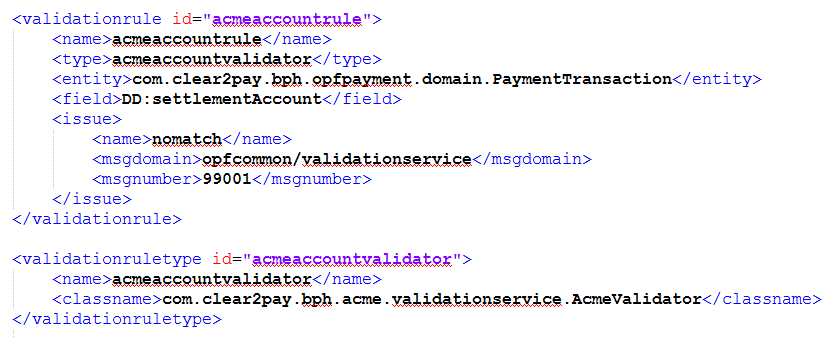 <validationrule id="acmeaccountrule">
<name>acmeaccountrule</name>
<type>acmeaccountvalidator</type>
<entity>com.clear2pay.bph.opfpayment.domain.PaymentTransaction</entity>
<field>DD:settlementAccount</field>
<issue>
<name>nomatch</name>
<msgdomain>opfcommon/validationservice</msgdomain>
<msgnumber>99001</msgnumber>
</issue>
</validationrule>
<validationruletype id="acmeaccountvalidator">
<name>acmeaccountvalidator</name>
<classname>com.clear2pay.bph.acme.validationservice.AcmeValidator</classname>
</validationruletype>